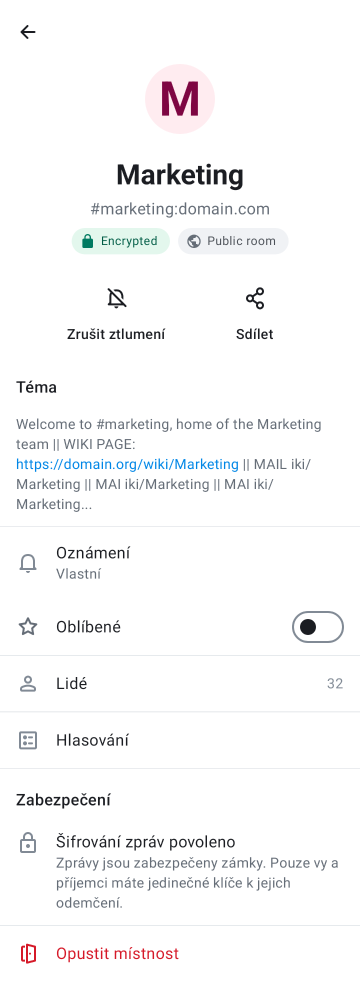 M
Marketing
#marketing:domain.com
Encrypted
Public room
Zrušit ztlumení
Sdílet
Téma
Welcome to #marketing, home of the Marketing
team || WIKI PAGE:
https://domain.org/wiki/Marketing || MAIL iki/
Marketing || MAI iki/Marketing || MAI iki/
Marketing...
Oznámení
Vlastní
Oblíbené
Lidé 32
Hlasování
Zabezpečení
Šifrování zpráv povoleno
Zprávy jsou zabezpečeny zámky. Pouze vy a
příjemci máte jedinečné klíče k jejich
odemčení.
Opustit místnost